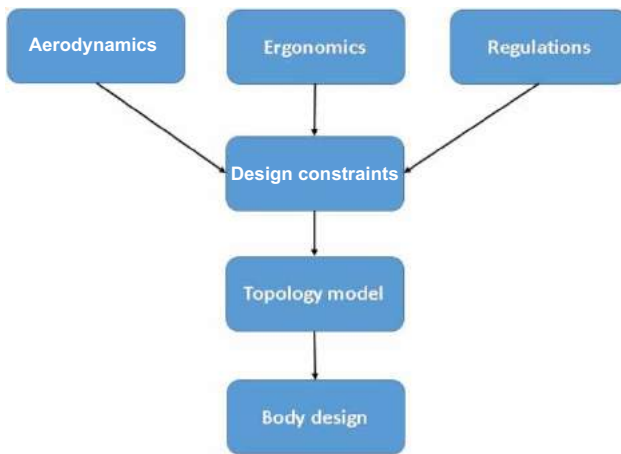 Aerodynamics
Ergonomics
Regulations
Design constraints
Topology model
Body design